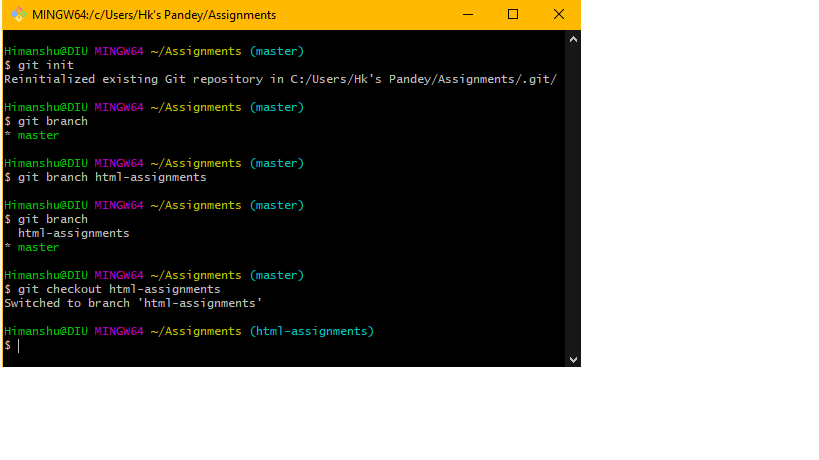 MINGW64:/c/Users/Hk's Pandey/Assignments
Himanshu@DIU MINGW64 ~/Assignments (master)
$ git init
Reinitialized existing Git repository in C:/Users/Hk's Pandey/Assignments/.git/
Himanshu@DIU MINGW64 ~/Assignments (master)
$ git branch
* master
Himanshu@DIU MINGW64 ~/Assignments (master)
$ git branch html-assignments
Himanshu@DIU MINGW64 ~/Assignments (master)
$ git branch
  html-assignments
* master
Himanshu@DIU MINGW64 ~/Assignments (master)
$ git checkout html-assignments
Switched to branch 'html-assignments'
Himanshu@DIU MINGW64 ~/Assignments (html-assignments)
$